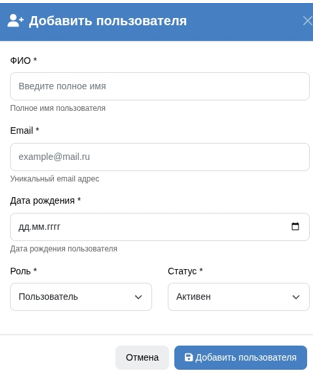 Добавить пользователя
ФИО *
Введите полное имя
Полное имя пользователя
Email *
example@mail.ru
Уникальный email адрес
Дата рождения *
дд.мм.гггг
Дата рождения пользователя
Роль * Статус *
Пользователь Активен
Отмена Добавить пользователя